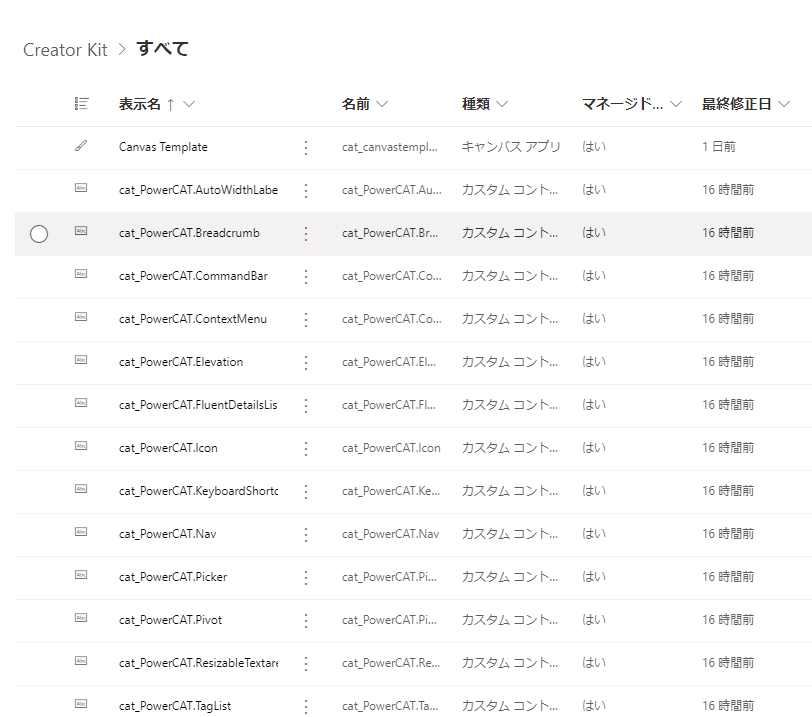 Creator Kit > すべて
表示名 ↑ 名前 種類 マネージド... 最終修正日
Canvas Template cat_canvastempl... キャンバス アプリ はい 1 日前
cat_PowerCAT.AutoWidthLabe cat_PowerCAT.Au... カスタム コント... はい 16 時間前
cat_PowerCAT.Breadcrumb cat_PowerCAT.Br... カスタム コント... はい 16 時間前
cat_PowerCAT.CommandBar cat_PowerCAT.Co... カスタム コント... はい 16 時間前
cat_PowerCAT.ContextMenu cat_PowerCAT.Co... カスタム コント... はい 16 時間前
cat_PowerCAT.Elevation cat_PowerCAT.El... カスタム コント... はい 16 時間前
cat_PowerCAT.FluentDetailsLis cat_PowerCAT.Fl... カスタム コント... はい 16 時間前
cat_PowerCAT.Icon cat_PowerCAT.Icon カスタム コント... はい 16 時間前
cat_PowerCAT.KeyboardShortc cat_PowerCAT.Ke... カスタム コント... はい 16 時間前
cat_PowerCAT.Nav cat_PowerCAT.Nav カスタム コント... はい 16 時間前
cat_PowerCAT.Picker cat_PowerCAT.Pi... カスタム コント... はい 16 時間前
cat_PowerCAT.Pivot cat_PowerCAT.Pi... カスタム コント... はい 16 時間前
cat_PowerCAT.ResizableTextare cat_PowerCAT.Re... カスタム コント... はい 16 時間前
cat_PowerCAT.TagList cat_PowerCAT.Ta... カスタム コント... はい 16 時間前